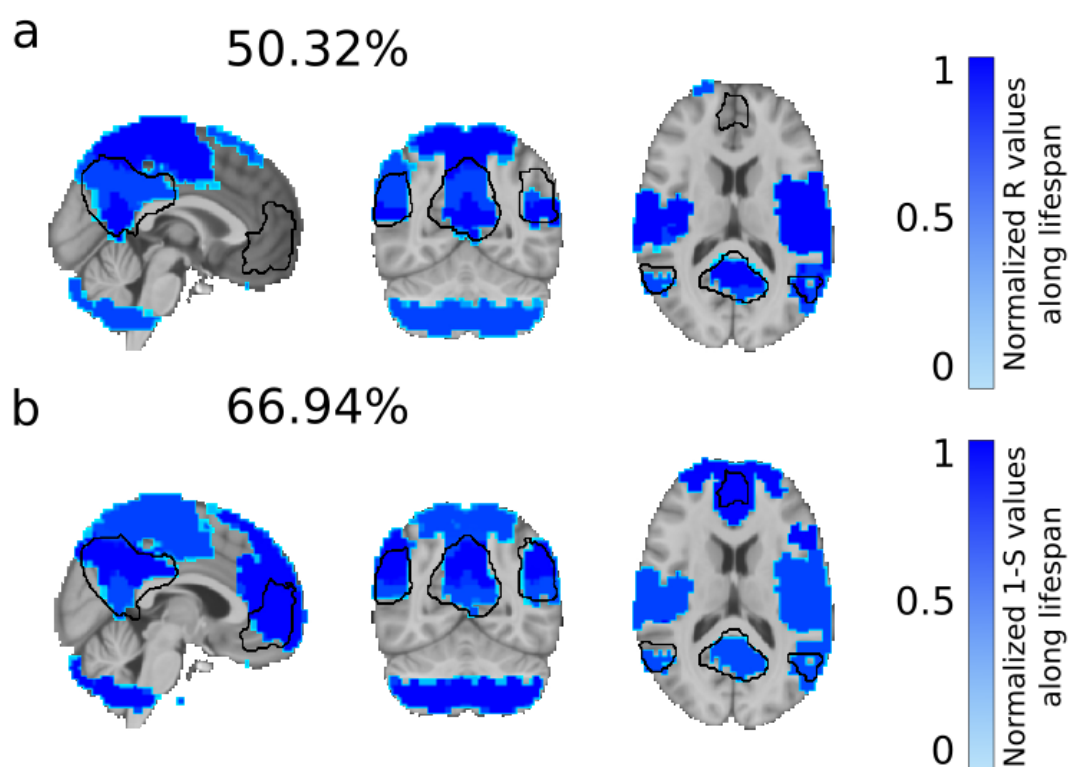 a
50.32%
1
0.5
0
Normalized R values
along lifespan
b
66.94%
1
0.5
0
Normalized 1-S values
along lifespan